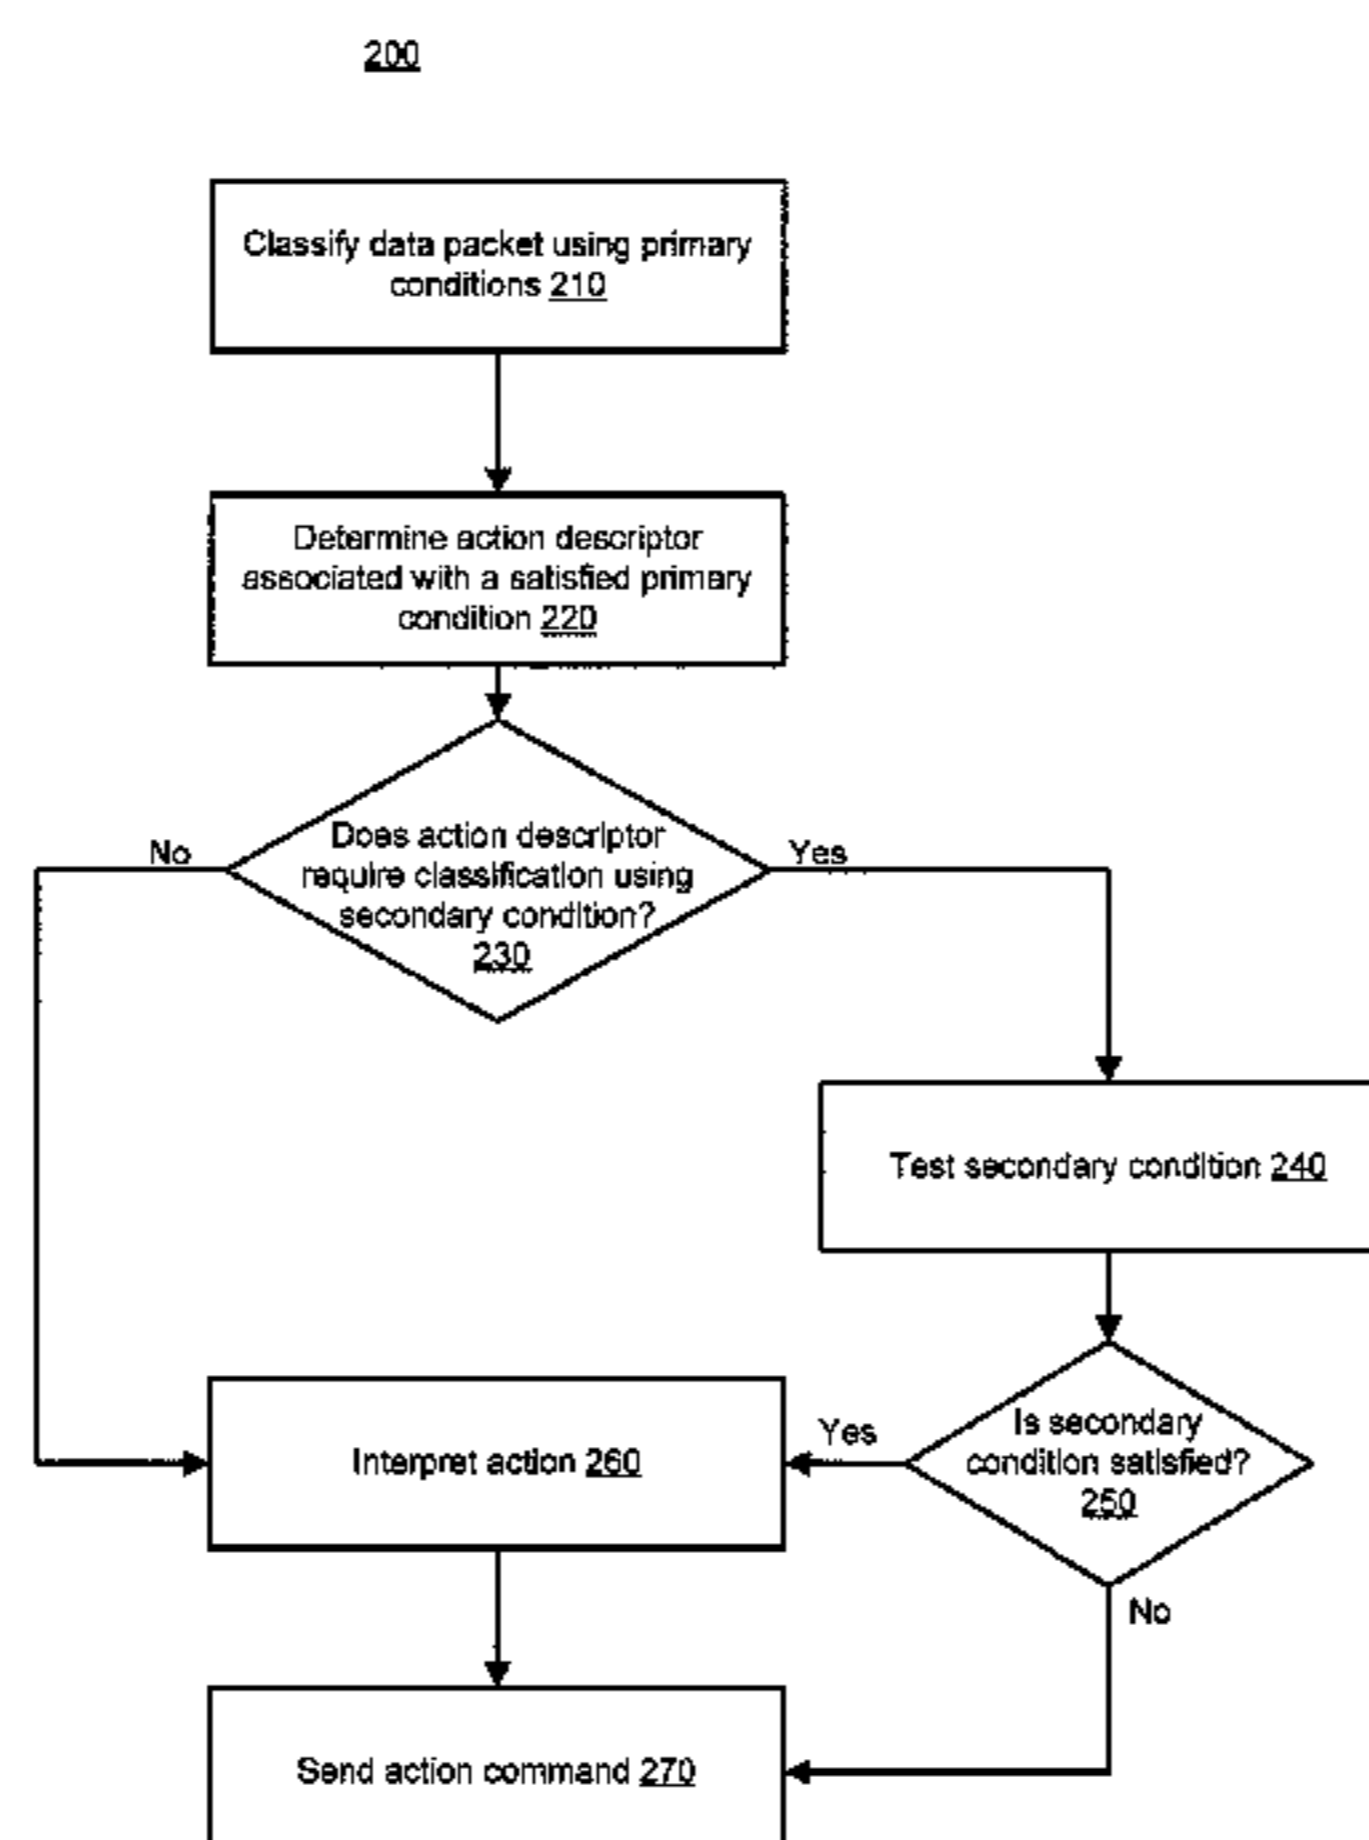 200
Classify data packet using primary
conditions 210
Determine action descriptor
associated with a satisfied primary
condition 220
No
Does action descriptor
require classification using
secondary condition?
230
Yes
Test secondary condition 240
Is secondary
condition satisfied?
250
Yes
No
Interpret action 260
Send action command 270